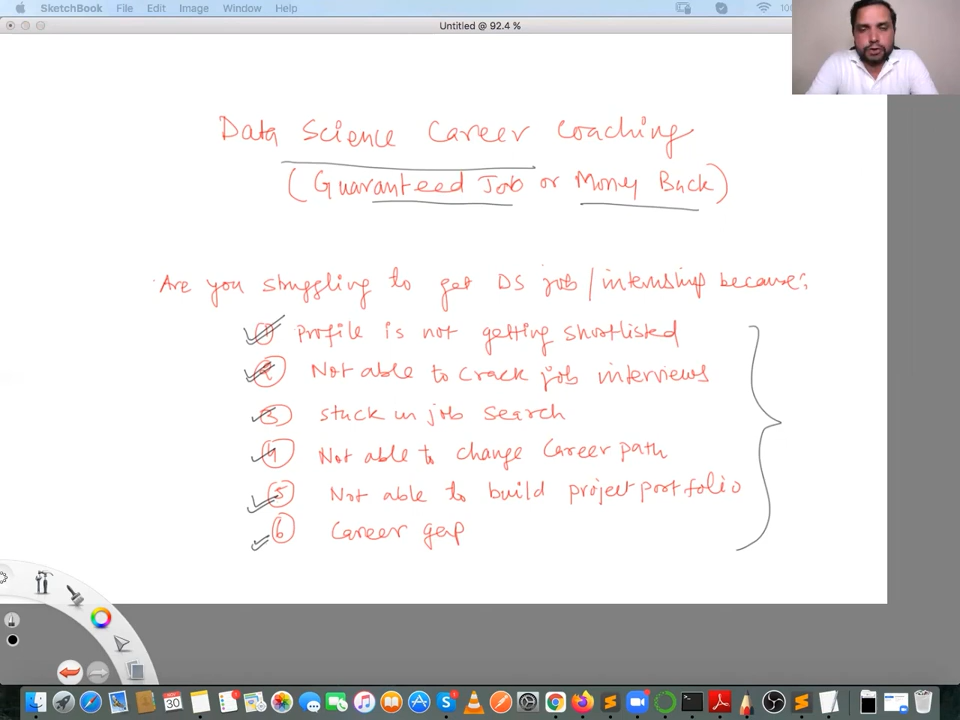 SketchBook File Edit Image Window Help
Untitled @ 92.4 %
Data Science Career Coaching
(Guaranteed Job or Money Back)
Are you struggling to get DS job/internship because:
① Profile is not getting shortlisted
② Not able to crack job interviews
③ stuck in job search
④ Not able to change career path
⑤ Not able to build project portfolio
⑥ Career gap